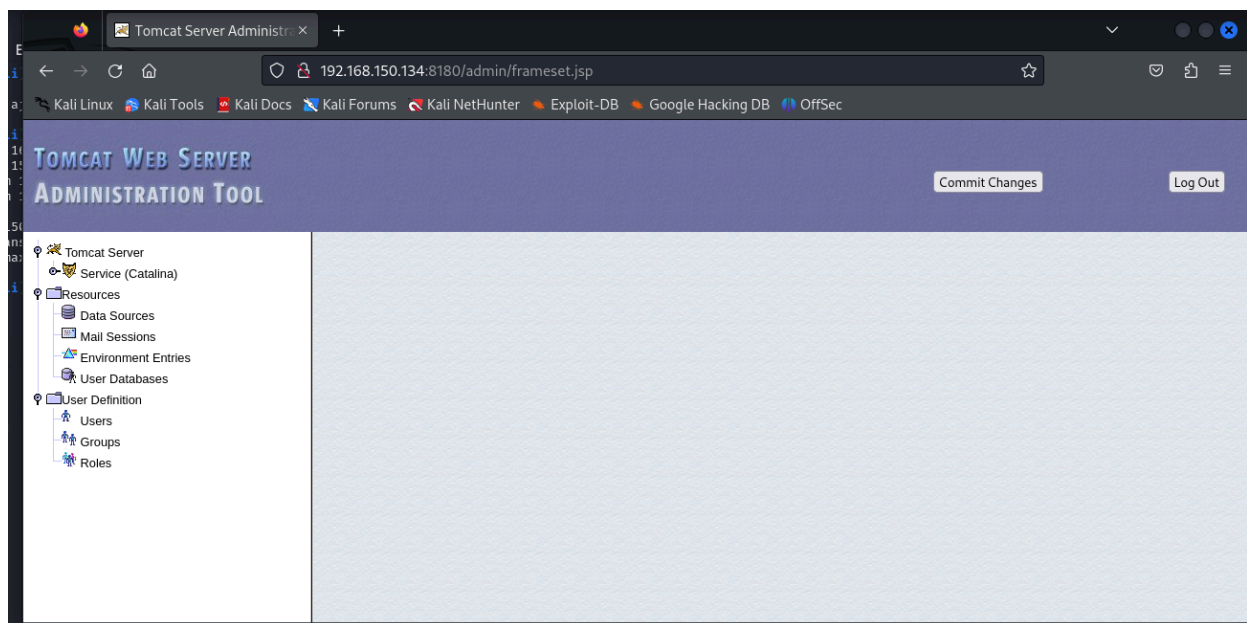 Tomcat Server Administra
192.168.150.134:8180/admin/frameset.jsp
Kali Linux Kali Tools Kali Docs Kali Forums Kali NetHunter Exploit-DB Google Hacking DB OffSec
TOMCAT WEB SERVER
ADMINISTRATION TOOL
Commit Changes Log Out
Tomcat Server
Service (Catalina)
Resources
Data Sources
Mail Sessions
Environment Entries
User Databases
User Definition
Users
Groups
Roles